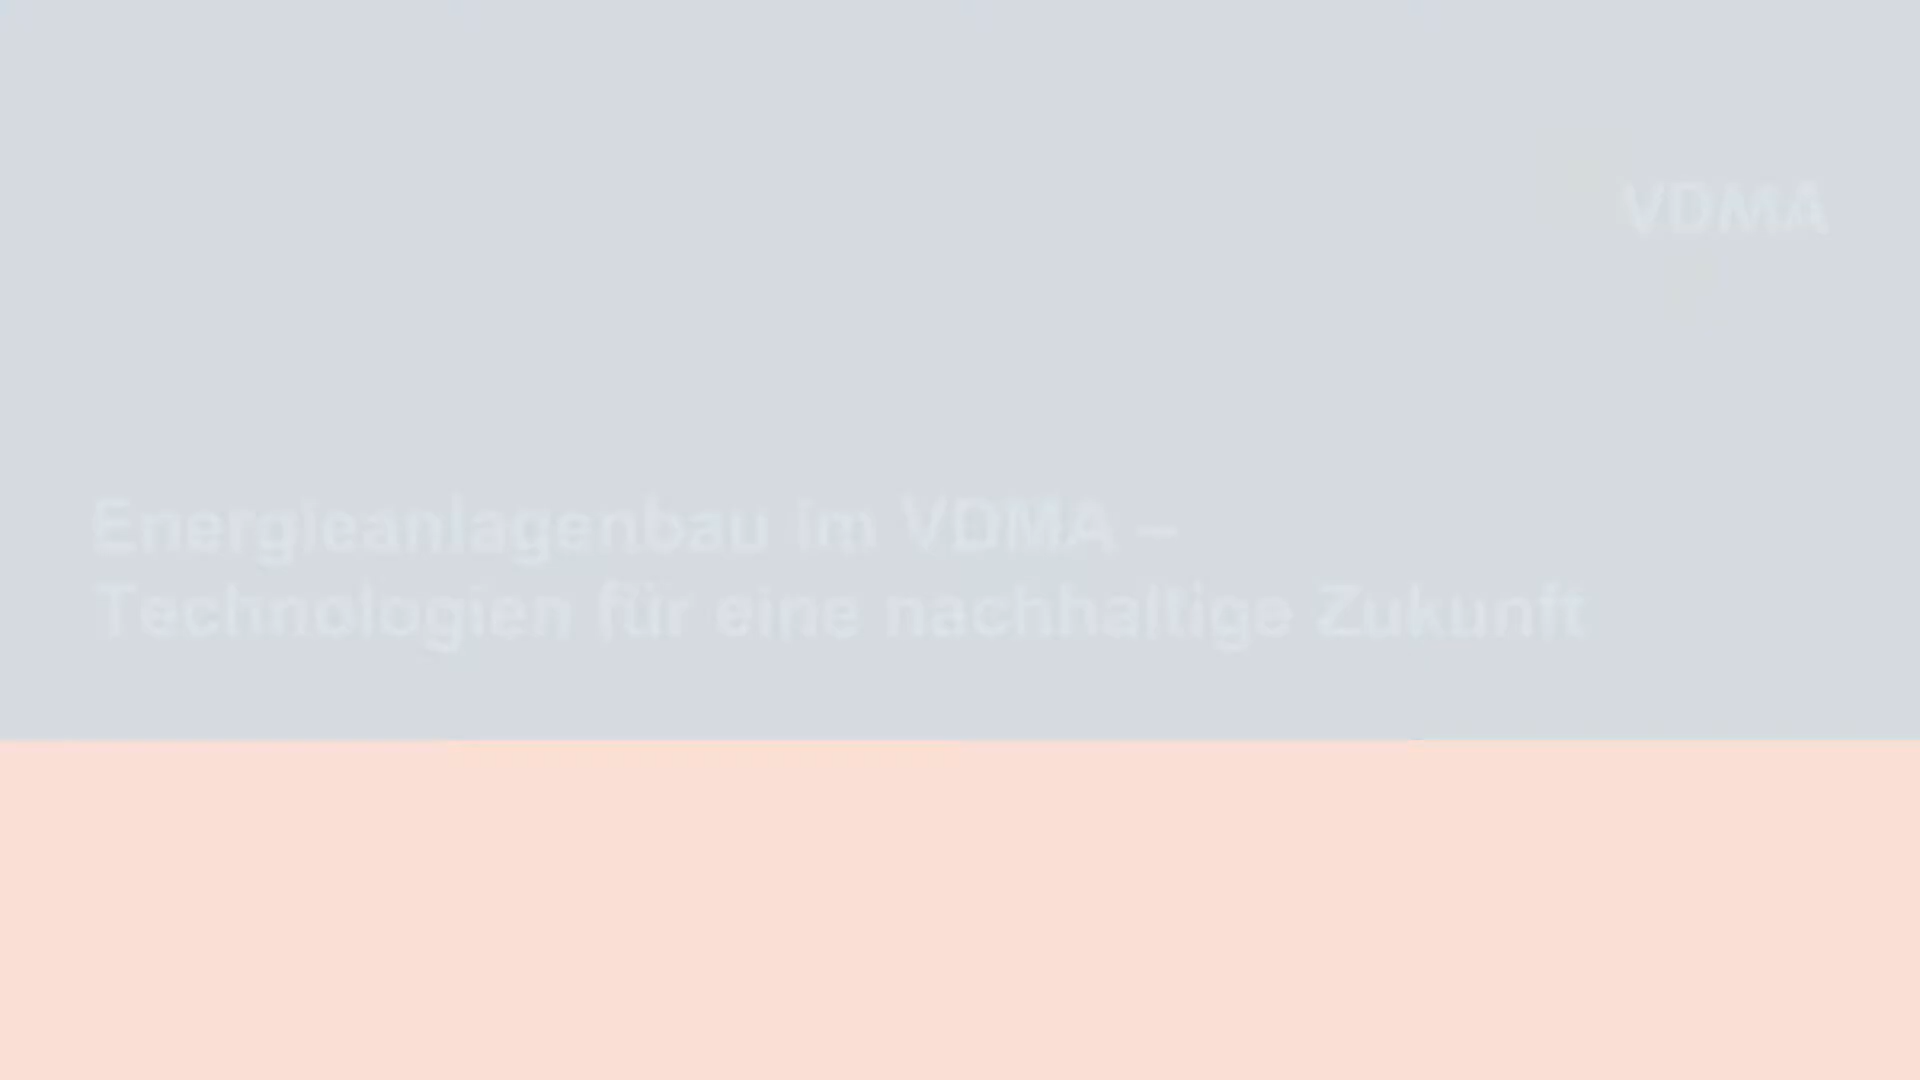 VDMA
Energieanlagenbau im VDMA –
Technologien für eine nachhaltige Zukunft